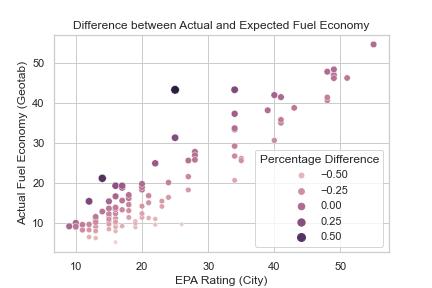 Difference between Actual and Expected Fuel Economy
Actual Fuel Economy (Geotab)
50
40
30
20
10
Percentage Difference
−0.50
−0.25
0.00
0.25
0.50
10 20 30 40 50
EPA Rating (City)